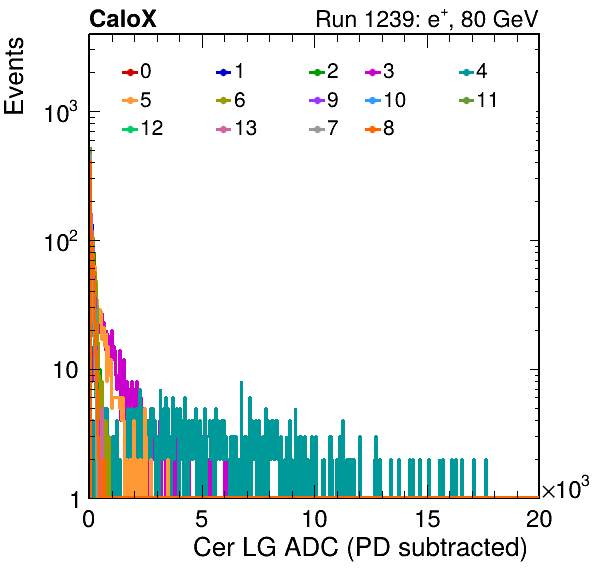 CaloX Run 1239: e⁺, 80 GeV
Events
0 1 2 3 4
5 6 9 10 11
12 13 7 8
10³
10²
10
1
0 5 10 15 20 ×10³
Cer LG ADC (PD subtracted)